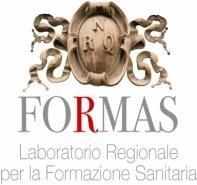 FORMAS
Laboratorio Regionale
per la Formazione Sanitaria